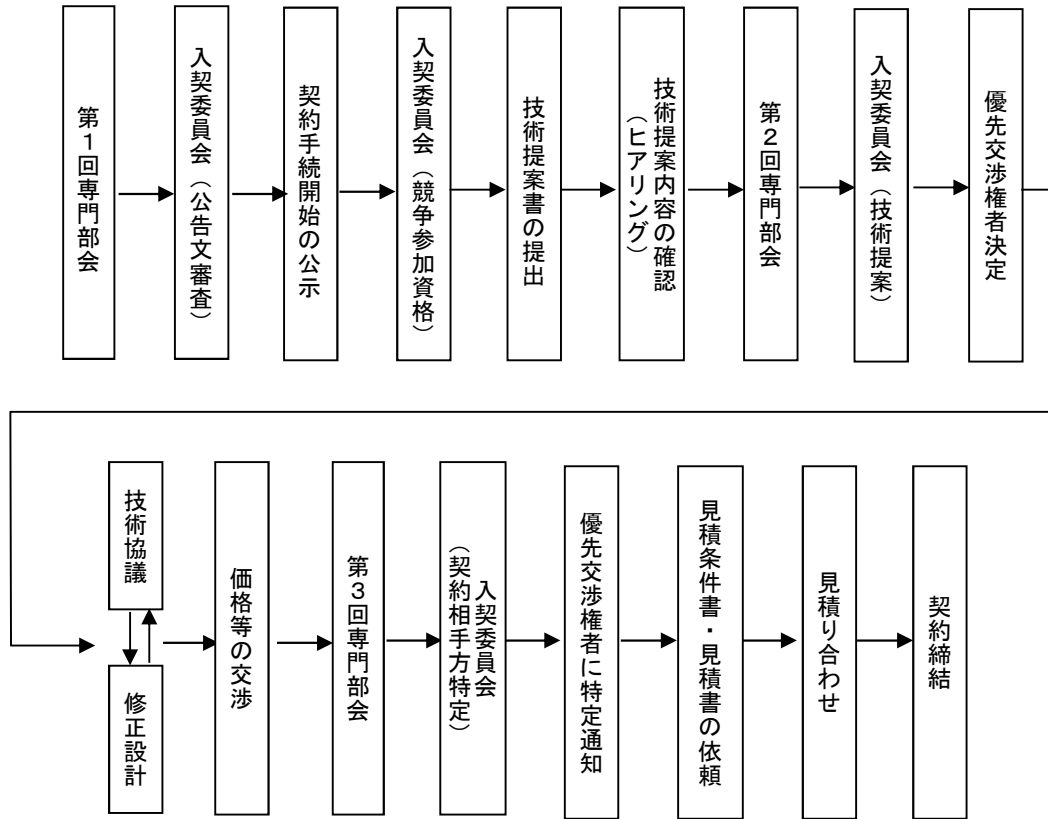 第１回専門部会
入契委員会（公告文審査）
契約手続開始の公示
入契委員会（競争参加資格）
技術提案書の提出
技術提案内容の確認
（ヒアリング）
第２回専門部会
入契委員会（技術提案）
優先交渉権者決定
技術協議
修正設計
価格等の交渉
第３回専門部会
入契委員会
（契約相手方特定）
優先交渉権者に特定通知
見積条件書・見積書の依頼
見積り合わせ
契約締結